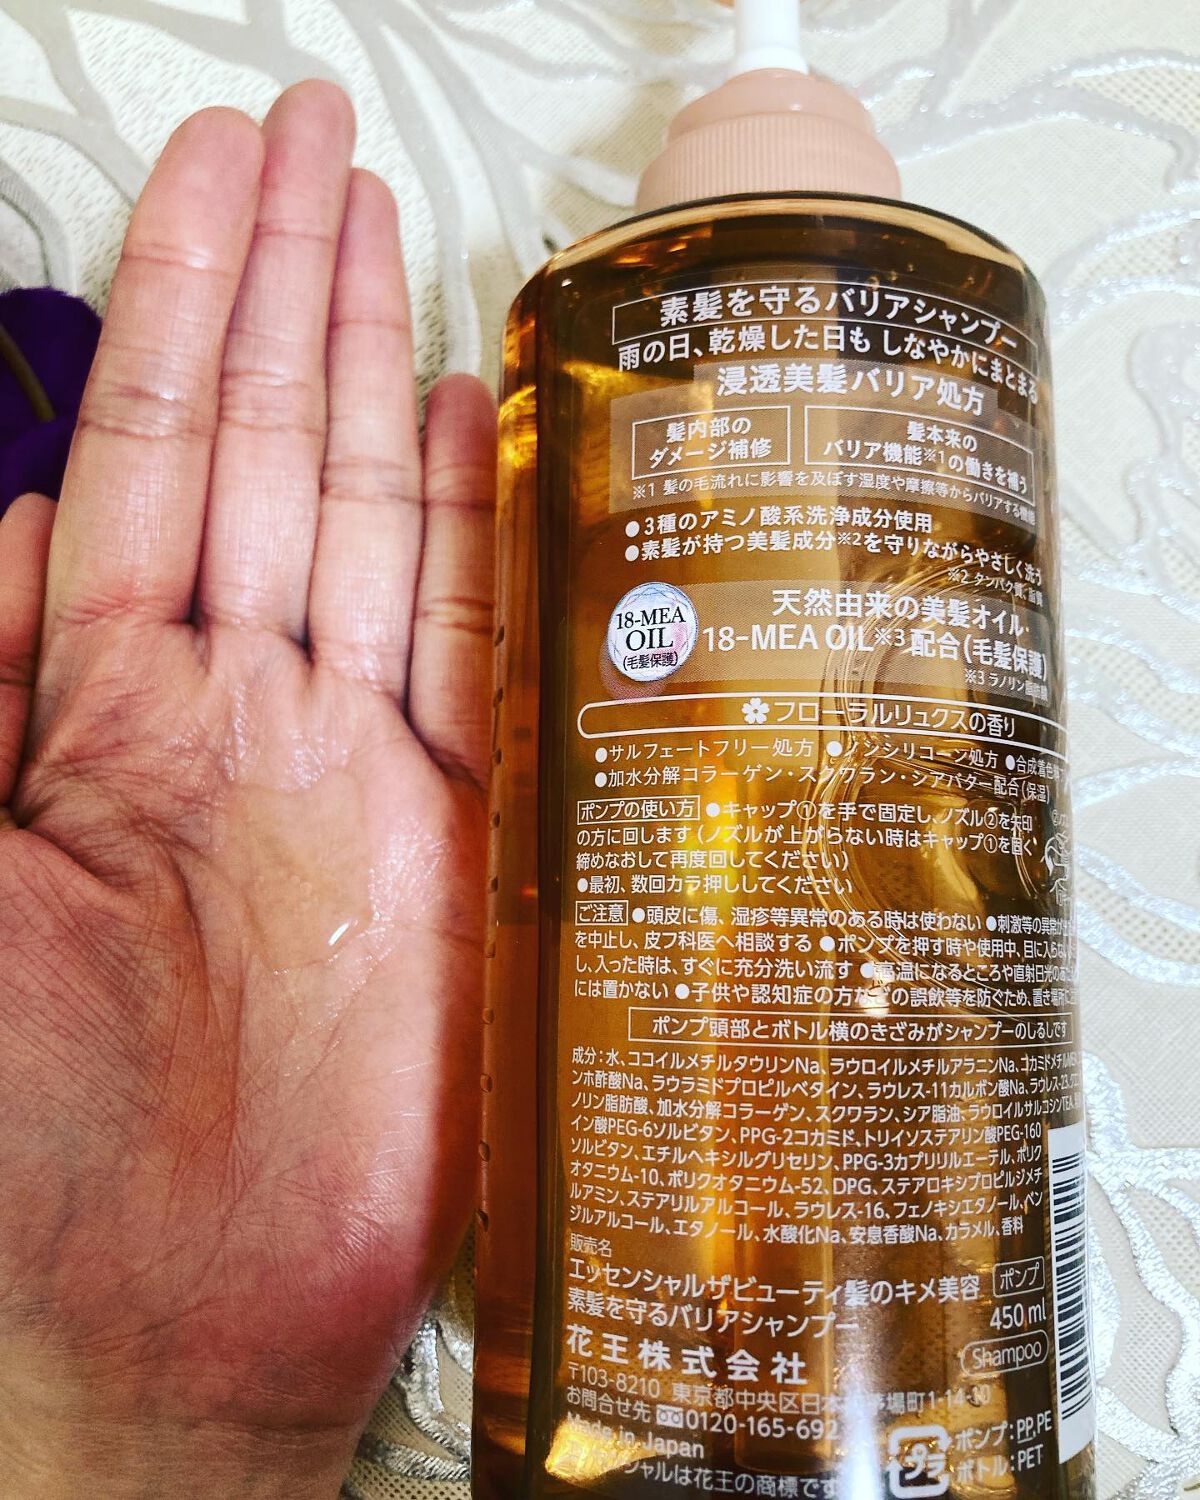 素髪を守るバリアシャンプー
雨の日、乾燥した日も しなやかにまとまる
浸透美髪バリア処方
髪内部の
ダメージ補修
髪本来の
バリア機能※1の働きを補う
※1 髪の毛流れに影響を及ぼす湿度や摩擦等からバリアする機能
●3種のアミノ酸系洗浄成分使用
●素髪が持つ美髪成分※2を守りながらやさしく洗う
※2 タンパク質、脂質
18-MEA
OIL
(毛髪保護)
天然由来の美髪オイル・
18-MEA OIL※3配合(毛髪保護)
※3 ラノリン脂肪酸
フローラルリュクスの香り
●サルフェートフリー処方 ●ノンシリコーン処方 ●合成着色
●加水分解コラーゲン・スクワラン・シアバター配合(保湿)
ポンプの使い方 ●キャップ①を手で固定し、ノズル②を矢印
の方に回します(ノズルが上がらない時はキャップ①を固く
締めなおして再度回してください)
●最初、数回カラ押ししてください
ご注意 ●頭皮に傷、湿疹等異常のある時は使わない ●刺激等の異常が
を中止し、皮フ科医へ相談する ●ポンプを押す時や使用中、目に入らない
し、入った時は、すぐに充分洗い流す ●高温になるところや直射日光の
には置かない ●子供や認知症の方などの誤飲等を防ぐため、置き場所に
ポンプ頭部とボトル横のきざみがシャンプーのしるしです
成分:水、ココイルメチルタウリンNa、ラウロイルメチルアラニンNa、コカミドメチル
ンホ酢酸Na、ラウラミドプロピルベタイン、ラウレス-11カルボン酸Na、ラウレス-23、
ノリン脂肪酸、加水分解コラーゲン、スクワラン、シア脂油、ラウロイルサルコシンTEA、
イン酸PEG-6ソルビタン、PPG-2コカミド、トリイソステアリン酸PEG-160
ソルビタン、エチルヘキシルグリセリン、PPG-3カプリリルエーテル、ポリク
オタニウム-10、ポリクオタニウム-52、DPG、ステアロキシプロピルジメチ
ルアミン、ステアリルアルコール、ラウレス-16、フェノキシエタノール、ベン
ジルアルコール、エタノール、水酸化Na、安息香酸Na、カラメル、香料
販売名
エッセンシャルザビューティ髪のキメ美容
素髪を守るバリアシャンプー
ポンプ
450 ml
Shampoo
花王株式会社
〒103-8210 東京都中央区日本橋茅場町1-14-10
お問合せ先 0120-165-692
Made in Japan
エッセンシャルは花王の商標です
プラ
ポンプ:PP,PE
ボトル:PET